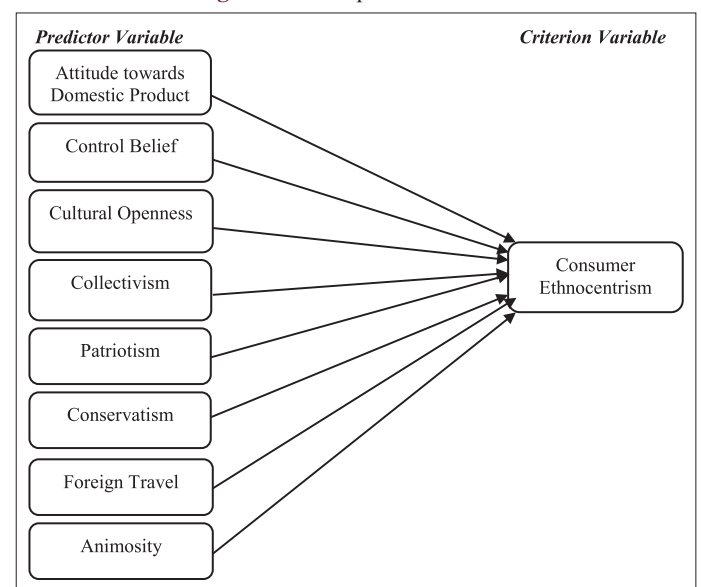 Predictor Variable
Criterion Variable
Attitude towards
Domestic Product
Control Belief
Cultural Openness
Collectivism
Patriotism
Conservatism
Foreign Travel
Animosity
Consumer
Ethnocentrism